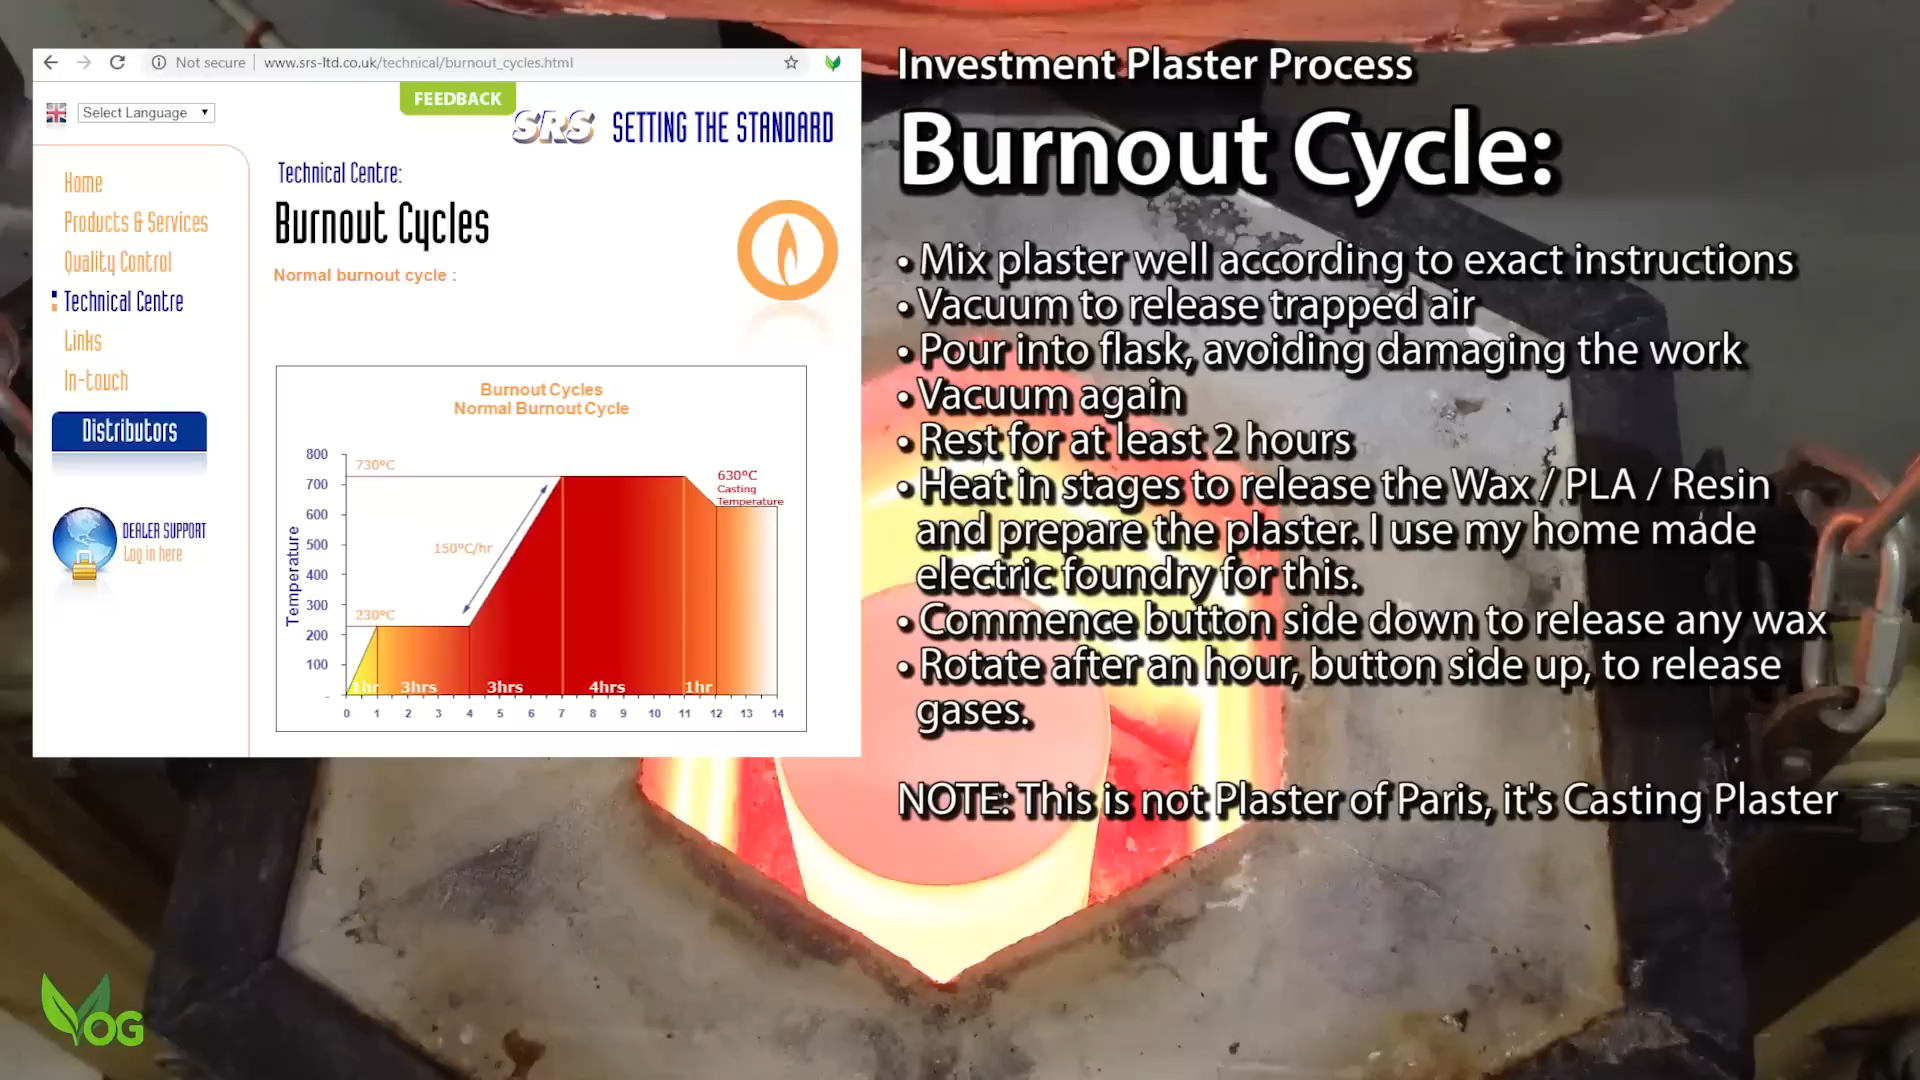 Not secure | www.srs-ltd.co.uk/technical/burnout_cycles.html
Select Language
FEEDBACK
SRS SETTING THE STANDARD
Home
Products & Services
Quality Control
Technical Centre
Links
In-touch
Distributors
DEALER SUPPORT
Log in here
Technical Centre:
Burnout Cycles
Normal burnout cycle :
Burnout Cycles
Normal Burnout Cycle
Temperature
800
700
600
500
400
300
200
100
-
730ºC
230ºC
150ºC/hr
630ºC
Casting
Temperature
1hr 3hrs 3hrs 4hrs 1hr
0 1 2 3 4 5 6 7 8 9 10 11 12 13 14
Investment Plaster Process
Burnout Cycle:
• Mix plaster well according to exact instructions
• Vacuum to release trapped air
• Pour into flask, avoiding damaging the work
• Vacuum again
• Rest for at least 2 hours
• Heat in stages to release the Wax / PLA / Resin
and prepare the plaster. I use my home made
electric foundry for this.
• Commence button side down to release any wax
• Rotate after an hour, button side up, to release
gases.
NOTE: This is not Plaster of Paris, it's Casting Plaster
VOG